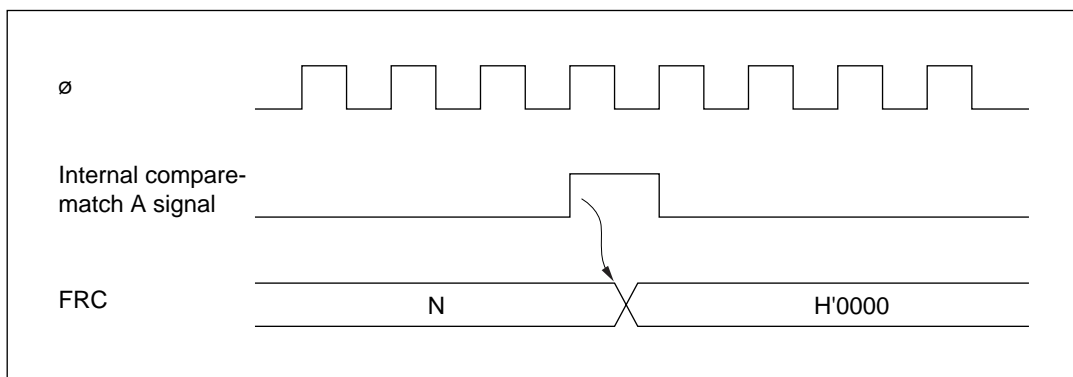 ø
Internal compare-
match A signal
FRC
N
H'0000